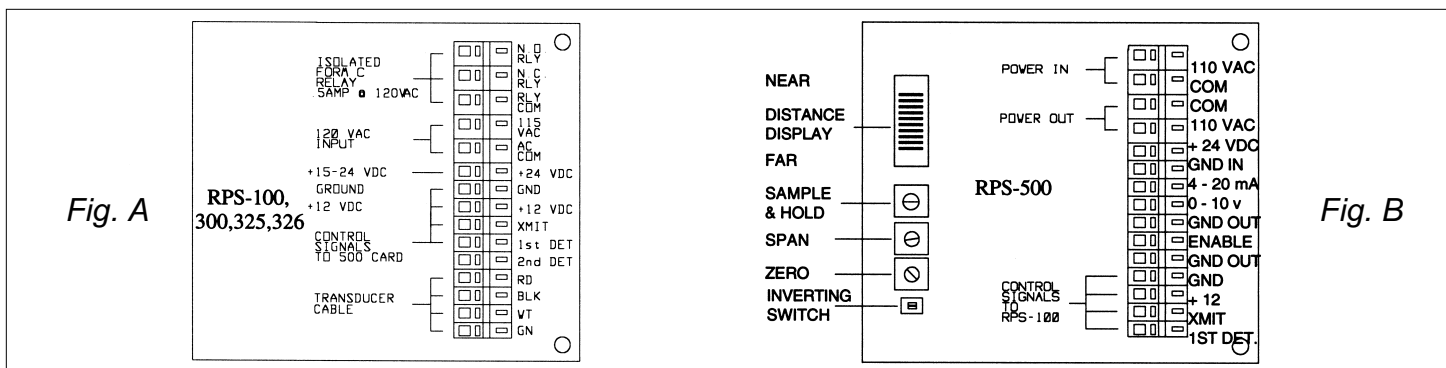 Fig. A
RPS-100,
300,325,326
ISOLATED
FORM C
RELAY
5AMP @ 120VAC
120 VAC
INPUT
+15-24 VDC
GROUND
+12 VDC
CONTROL
SIGNALS
TO 500 CARD
TRANSDUCER
CABLE
N.O.
RLY
N.C.
RLY
RLY
COM
115
VAC
AC
COM
+24 VDC
GND
+12 VDC
XMIT
1st DET
2nd DET
RD
BLK
WT
GN
NEAR
DISTANCE
DISPLAY
FAR
SAMPLE
& HOLD
SPAN
ZERO
INVERTING
SWITCH
RPS-500
POWER IN
POWER OUT
CONTROL
SIGNALS
TO
RPS-100
110 VAC
COM
COM
110 VAC
+ 24 VDC
GND IN
4 - 20 mA
0 - 10 v
GND OUT
ENABLE
GND OUT
GND
+ 12
XMIT
1ST DET.
Fig. B